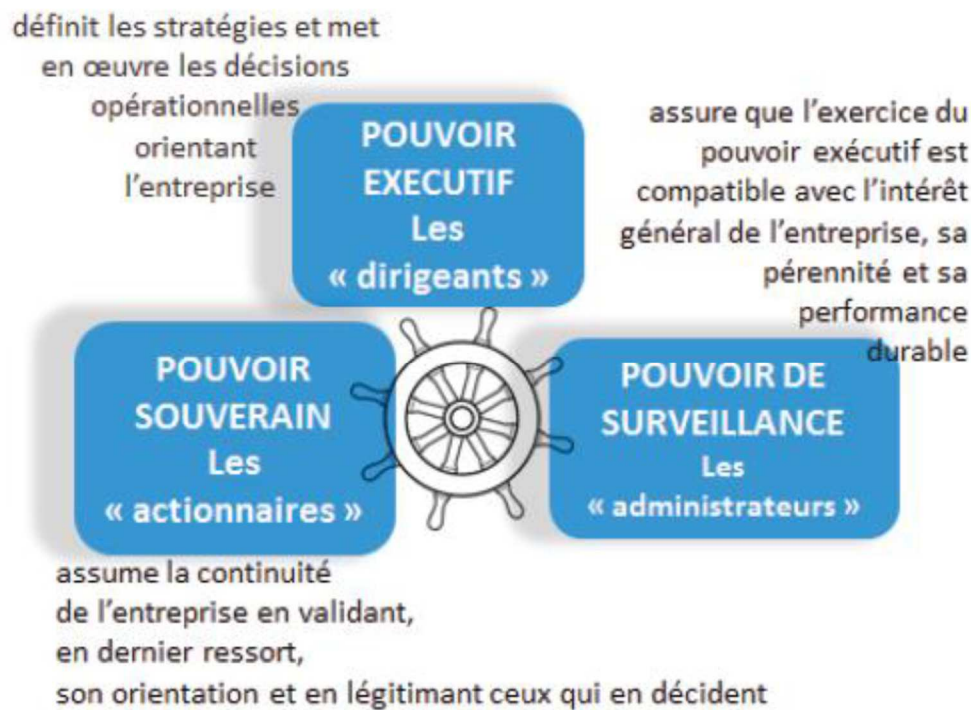 définit les stratégies et met
en œuvre les décisions
opérationnelles
orientant
l'entreprise
POUVOIR
EXECUTIF
Les
« dirigeants »
assure que l'exercice du
pouvoir exécutif est
compatible avec l'intérêt
général de l'entreprise, sa
pérennité et sa
performance
durable
POUVOIR
SOUVERAIN
Les
« actionnaires »
POUVOIR DE
SURVEILLANCE
Les
« administrateurs »
assume la continuité
de l'entreprise en validant,
en dernier ressort,
son orientation et en légitimant ceux qui en décident